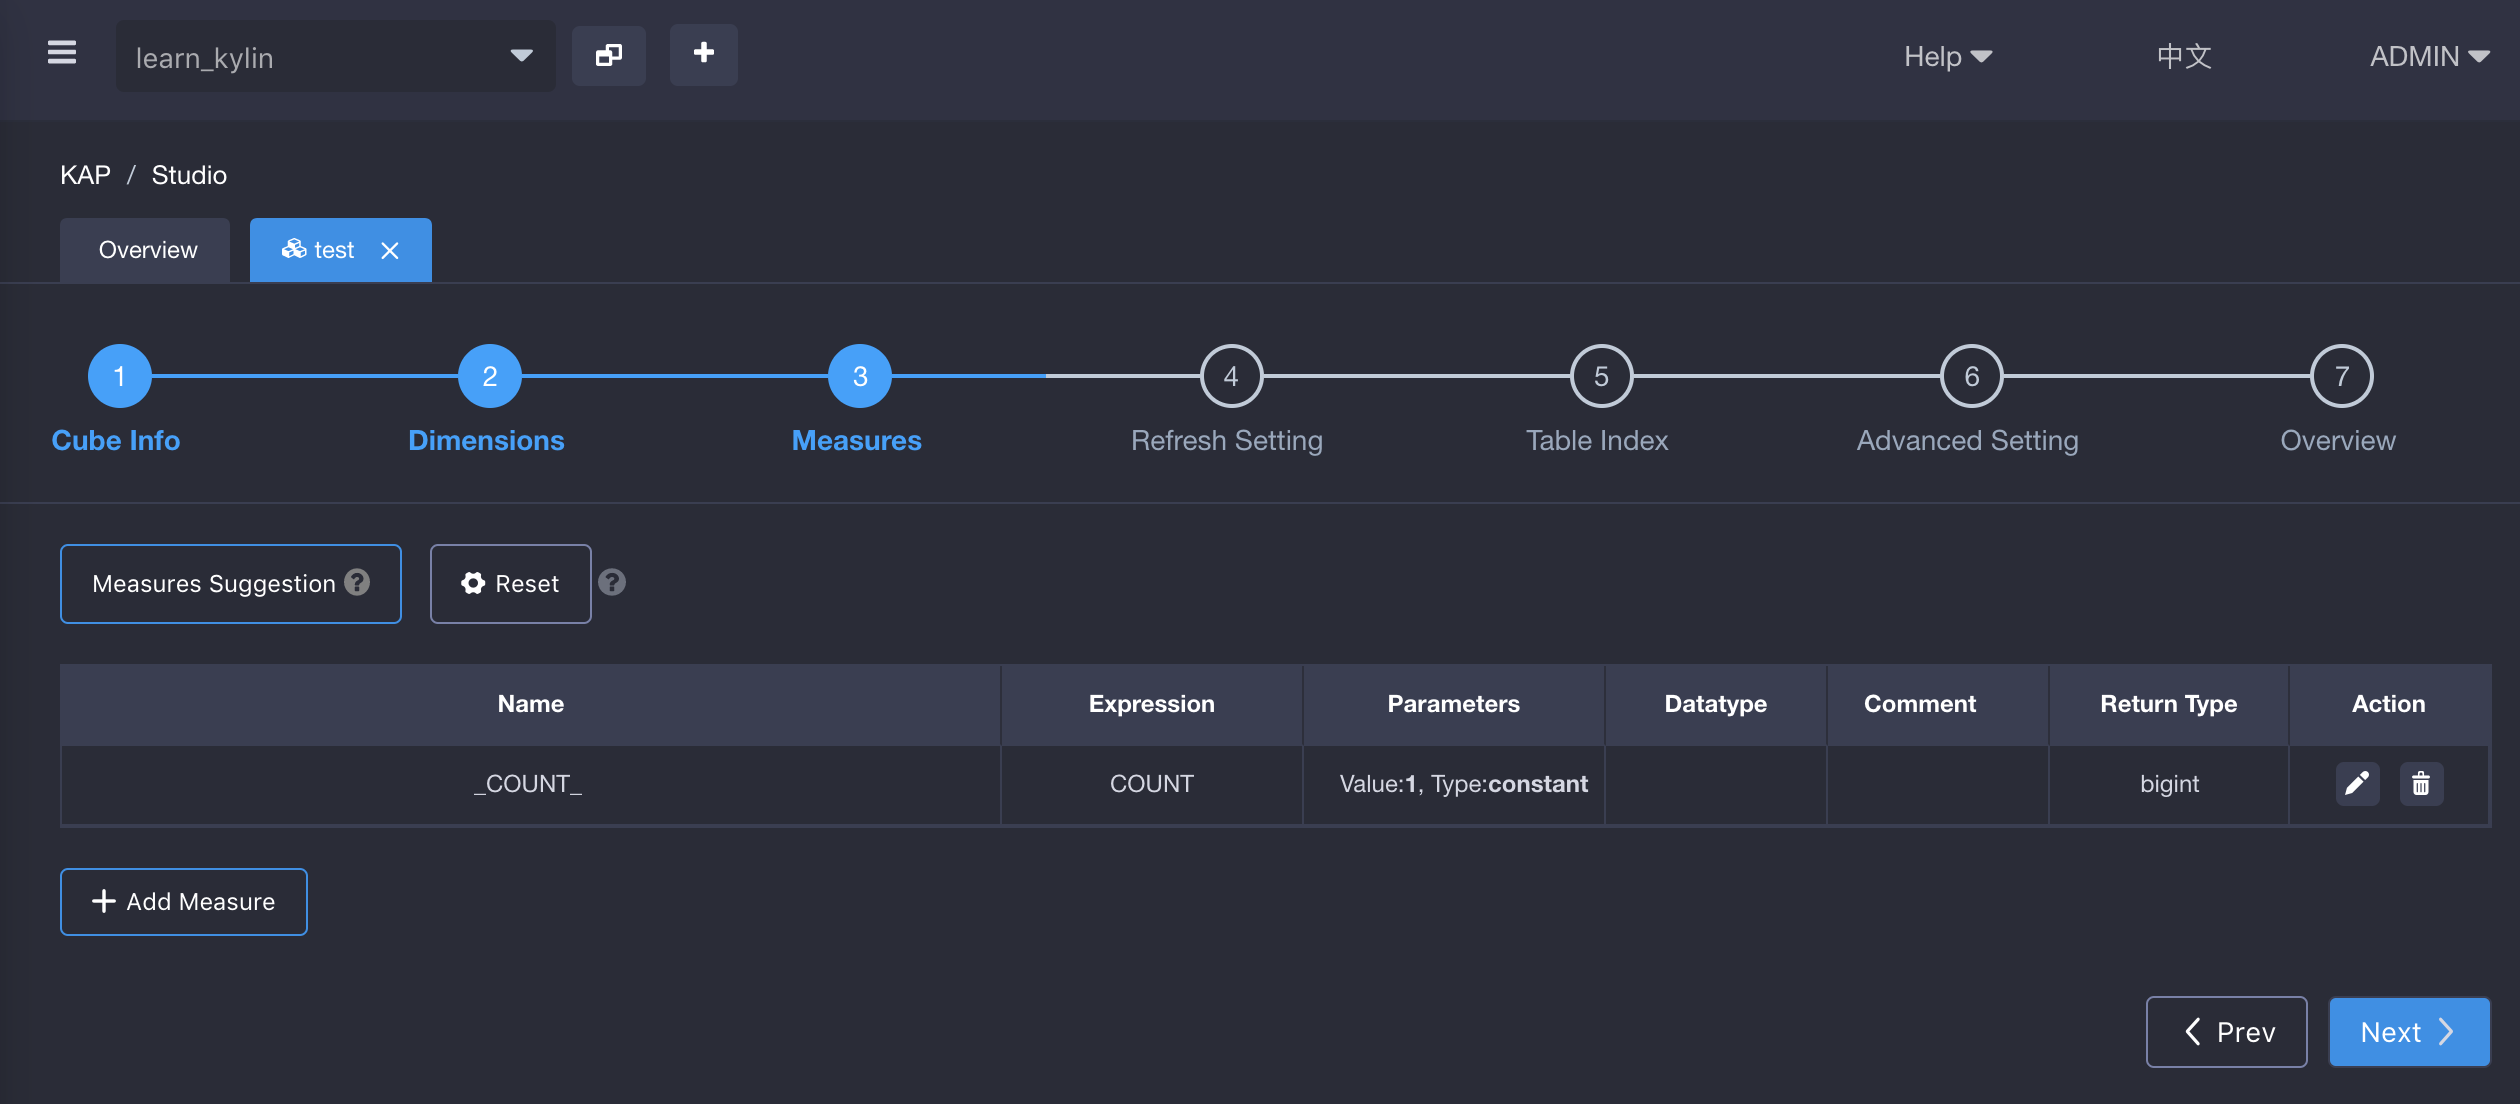 learn_kylin
Help
中文
ADMIN
KAP / Studio
Overview
test
1 2 3 4 5 6 7
Cube Info Dimensions Measures Refresh Setting Table Index Advanced Setting Overview
Measures Suggestion ?
Reset ?
Name Expression Parameters Datatype Comment Return Type Action
_COUNT_ COUNT Value:1, Type:constant bigint
Add Measure
Prev Next